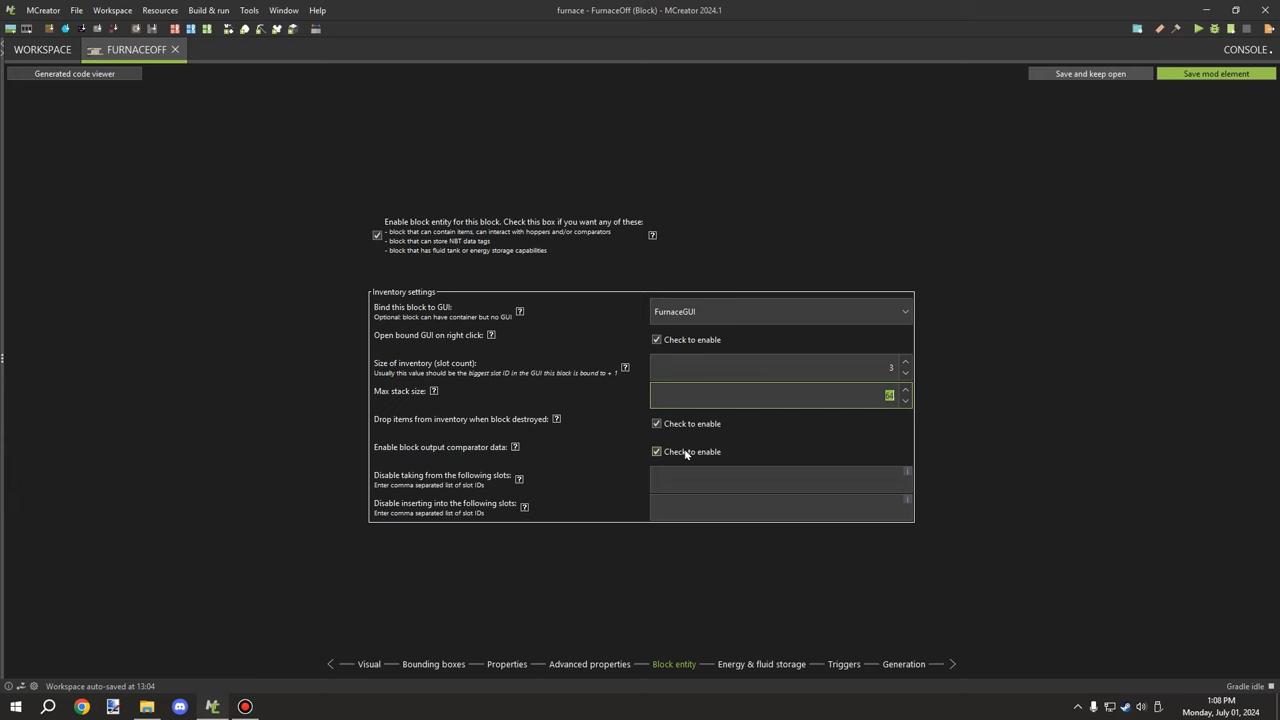 MCreator File Workspace Resources Build & run Tools Window Help
furnace - FurnaceOff (Block) - MCreator 2024.1
WORKSPACE
FURNACEOFF
CONSOLE
Generated code viewer
Save and keep open
Save mod element
Enable block entity for this block. Check this box if you want any of these:
- block that can contain items, can interact with hoppers and/or comparators
- block that can store NBT data tags
- block that has fluid tank or energy storage capabilities
?
Inventory settings
Bind this block to GUI:
Optional: block can have container but no GUI
?
FurnaceGUI
Open bound GUI on right click: ?
Check to enable
Size of inventory (slot count):
Usually this value should be the biggest slot ID in the GUI this block is bound to + 1
?
3
Max stack size: ?
64
Drop items from inventory when block destroyed: ?
Check to enable
Enable block output comparator data: ?
Check to enable
Disable taking from the following slots:
Enter comma separated list of slot IDs
?
Disable inserting into the following slots:
Enter comma separated list of slot IDs
?
Visual Bounding boxes Properties Advanced properties Block entity Energy & fluid storage Triggers Generation
Workspace auto-saved at 13:04
Gradle idle
1:08 PM
Monday, July 01, 2024